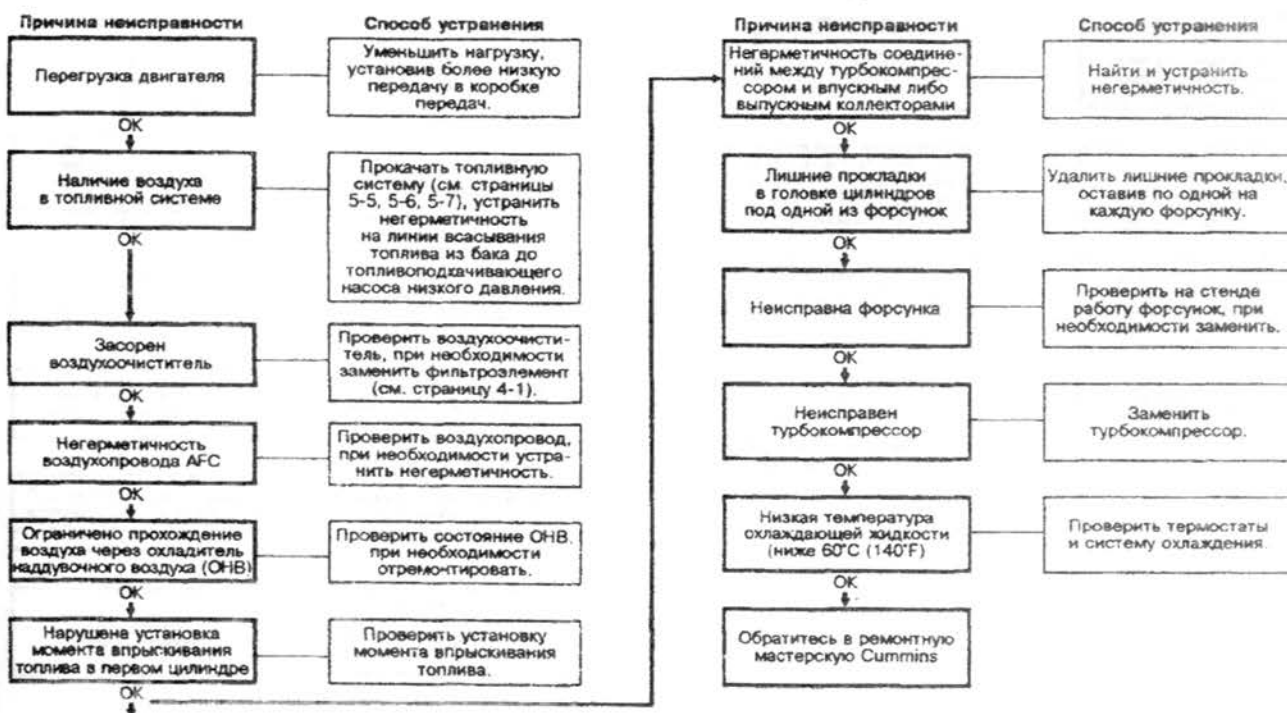 Причина неисправности
Способ устранения
Перегрузка двигателя
Уменьшить нагрузку,
установив более низкую
передачу в коробке
передач.
OK
Наличие воздуха
в топливной системе
Прокачать топливную
систему (см. страницы
5-5, 5-6, 5-7), устранить
негерметичность
на линии всасывания
топлива из бака до
топливоподкачивающего
насоса низкого давления.
OK
Засорен
воздухоочиститель
Проверить воздухоочисти-
тель, при необходимости
заменить фильтроэлемент
(см. страницу 4-1).
OK
Негерметичность
воздухопровода AFC
Проверить воздухопровод,
при необходимости устра-
нить негерметичность.
OK
Ограничено прохождение
воздуха через охладитель
наддувочного воздуха (ОНВ)
Проверить состояние ОНВ,
при необходимости
отремонтировать.
OK
Нарушена установка
момента впрыскивания
топлива в первом цилиндре
Проверить установку
момента впрыскивания
топлива.
OK
Причина неисправности
Способ устранения
Негерметичность соедине-
ний между турбокомпрес-
сором и впускным либо
выпускным коллекторами
Найти и устранить
негерметичность.
OK
Лишние прокладки
в головке цилиндров
под одной из форсунок
Удалить лишние прокладки,
оставив по одной на
каждую форсунку.
OK
Неисправна форсунка
Проверить на стенде
работу форсунок, при
необходимости заменить.
OK
Неисправен
турбокомпрессор
Заменить
турбокомпрессор.
OK
Низкая температура
охлаждающей жидкости
(ниже 60°C (140°F)
Проверить термостаты
и систему охлаждения.
OK
Обратитесь в ремонтную
мастерскую Cummins